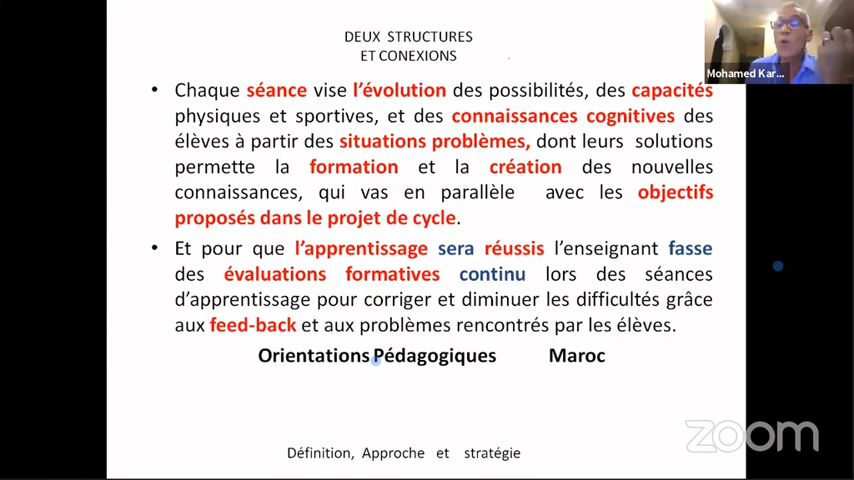 DEUX STRUCTURES
ET CONEXIONS
Mohamed Kar...
• Chaque séance vise l'évolution des possibilités, des capacités
physiques et sportives, et des connaissances cognitives des
élèves à partir des situations problèmes, dont leurs solutions
permette la formation et la création des nouvelles
connaissances, qui vas en parallèle avec les objectifs
proposés dans le projet de cycle.
• Et pour que l'apprentissage sera réussis l'enseignant fasse
des évaluations formatives continu lors des séances
d'apprentissage pour corriger et diminuer les difficultés grâce
aux feed-back et aux problèmes rencontrés par les élèves.
Orientations Pédagogiques Maroc
zoom
Définition, Approche et stratégie